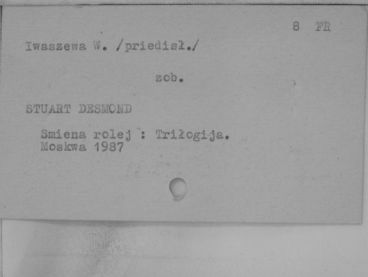 8 FR
Iwaszewa W. /priedisł./
zob.
STUART DESMOND
Smiena rolej : Triłogija.
Moskwa 1987